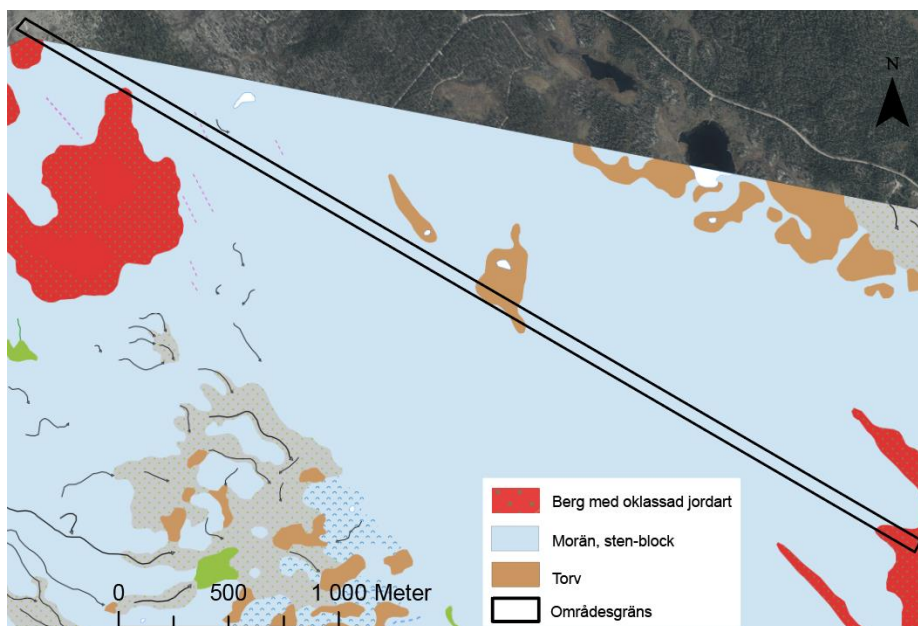 N
Berg med oklassad jordart
Morän, sten-block
Torv
Områdesgräns
0 500 1 000 Meter